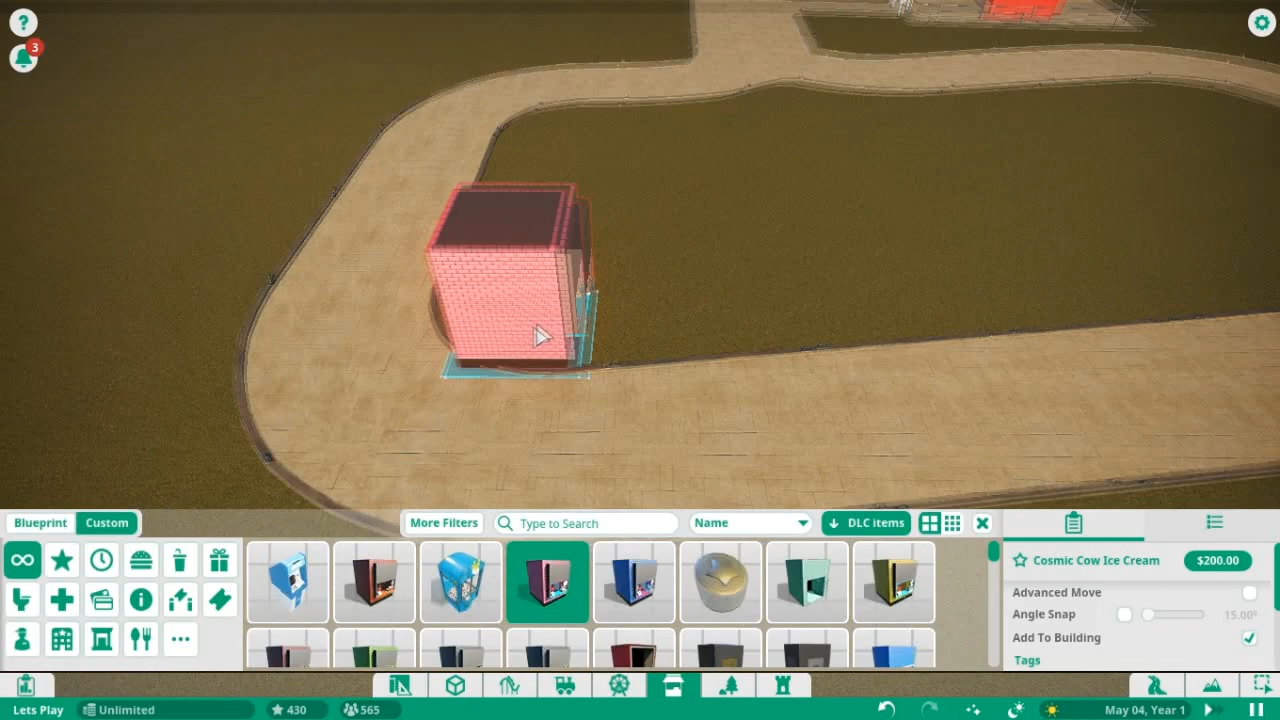 ?
3
Blueprint Custom More Filters Type to Search Name DLC items
Cosmic Cow Ice Cream $200.00
Advanced Move
Angle Snap 15.00°
Add To Building
Tags
Lets Play Unlimited 430 565 May 04, Year 1